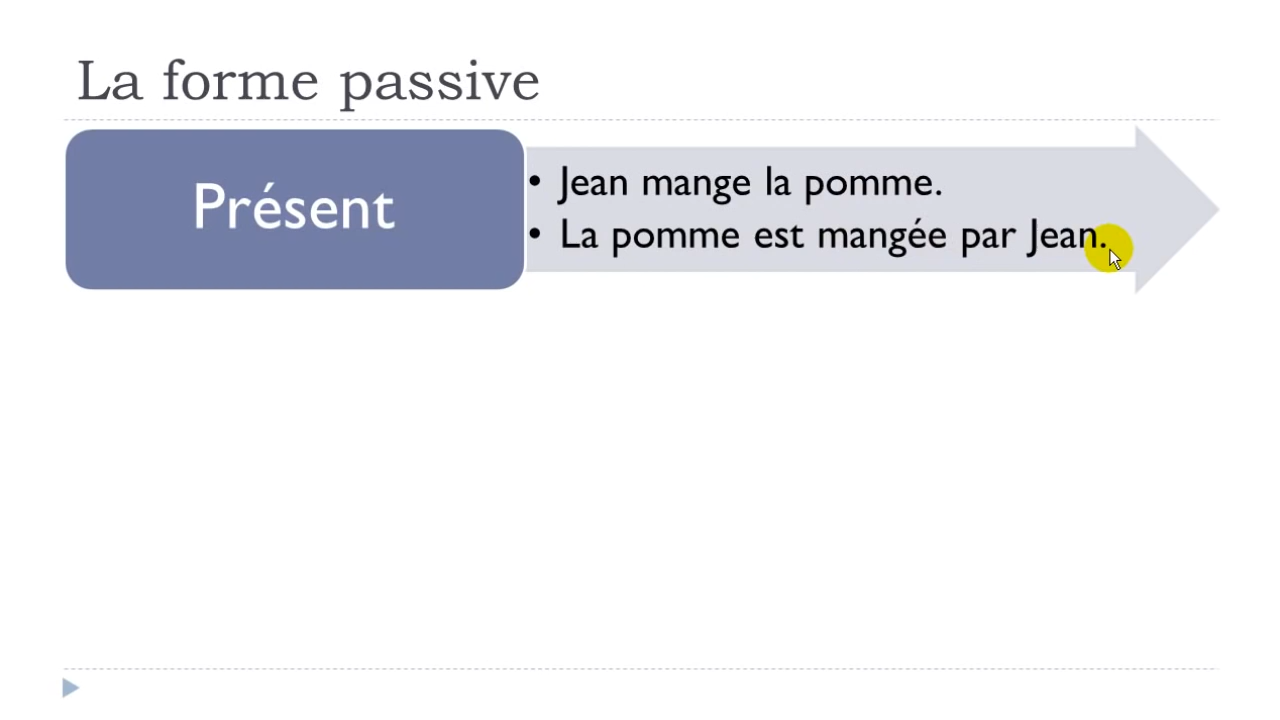 La forme passive
Présent
• Jean mange la pomme.
• La pomme est mangée par Jean.